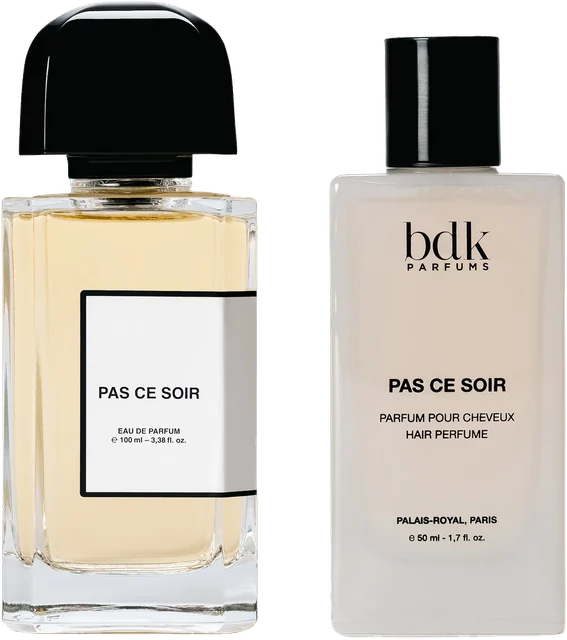 PAS CE SOIR
EAU DE PARFUM
℮ 100 ml – 3,38 fl. oz.
bdk
PARFUMS
PAS CE SOIR
PARFUM POUR CHEVEUX
HAIR PERFUME
PALAIS-ROYAL, PARIS
℮ 50 ml - 1,7 fl. oz.